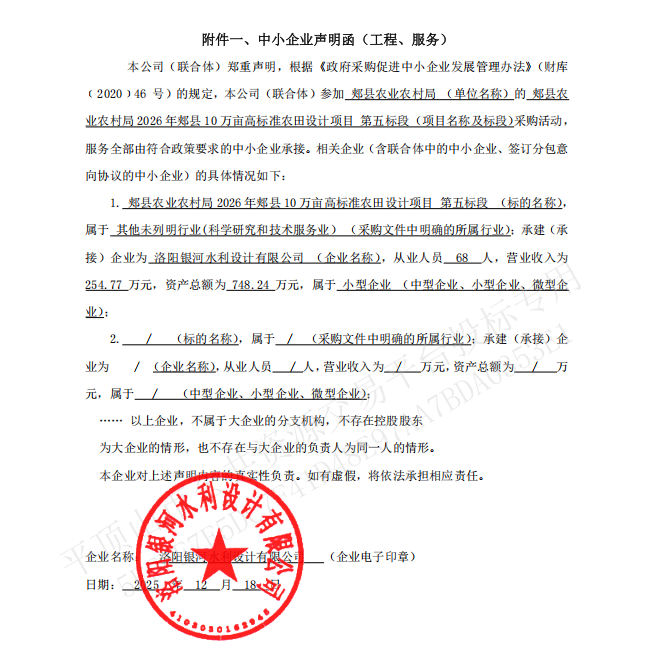 附件一、中小企业声明函（工程、服务）
本公司（联合体）郑重声明，根据《政府采购促进中小企业发展管理办法》（财库
﹝2020﹞46 号）的规定，本公司（联合体）参加 郏县农业农村局 （单位名称）的 郏县农
业农村局 2026 年郏县 10 万亩高标准农田设计项目 第五标段（项目名称及标段）采购活动，
服务全部由符合政策要求的中小企业承接。相关企业（含联合体中的中小企业、签订分包意
向协议的中小企业）的具体情况如下：
1. 郏县农业农村局 2026 年郏县 10 万亩高标准农田设计项目 第五标段 （标的名称），
属于 其他未列明行业(科学研究和技术服务业) （采购文件中明确的所属行业）；承建（承
接）企业为 洛阳银河水利设计有限公司 （企业名称），从业人员 68 人，营业收入为
254.77 万元，资产总额为 748.24 万元，属于 小型企业 （中型企业、小型企业、微型企
业）；
2. / （标的名称），属于 / （采购文件中明确的所属行业）；承建（承接）企
业为 / （企业名称），从业人员 / 人，营业收入为 / 万元，资产总额为 / 万
元，属于 / （中型企业、小型企业、微型企业）；
…… 以上企业，不属于大企业的分支机构，不存在控股股东
为大企业的情形，也不存在与大企业的负责人为同一人的情形。
本企业对上述声明内容的真实性负责。如有虚假，将依法承担相应责任。
企业名称： 洛阳银河水利设计有限公司 （企业电子印章）
日期： 2025 年 12 月 18 日
洛阳银河水利设计有限公司
4103030162945